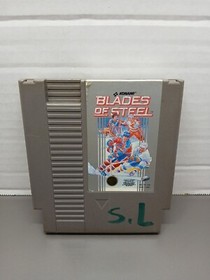 KONAMI
BLADES
OF STEEL
S.L